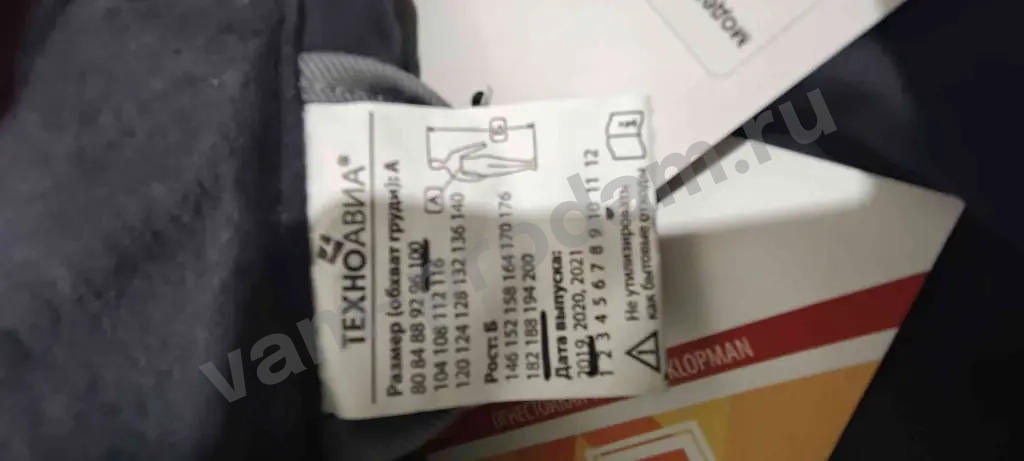 ТЕХНОАВИА®
Размер (обхват груди): А
80 84 88 92 96 100
104 108 112 116
120 124 128 132 136 140
А
Б
Рост: Б
146 152 158 164 170 176
182 188 194 200
Дата выпуска:
2019, 2020, 2021
1 2 3 4 5 6 7 8 9 10 11 12
Не утилизировать
как бытовые отходы
KLOPMAN